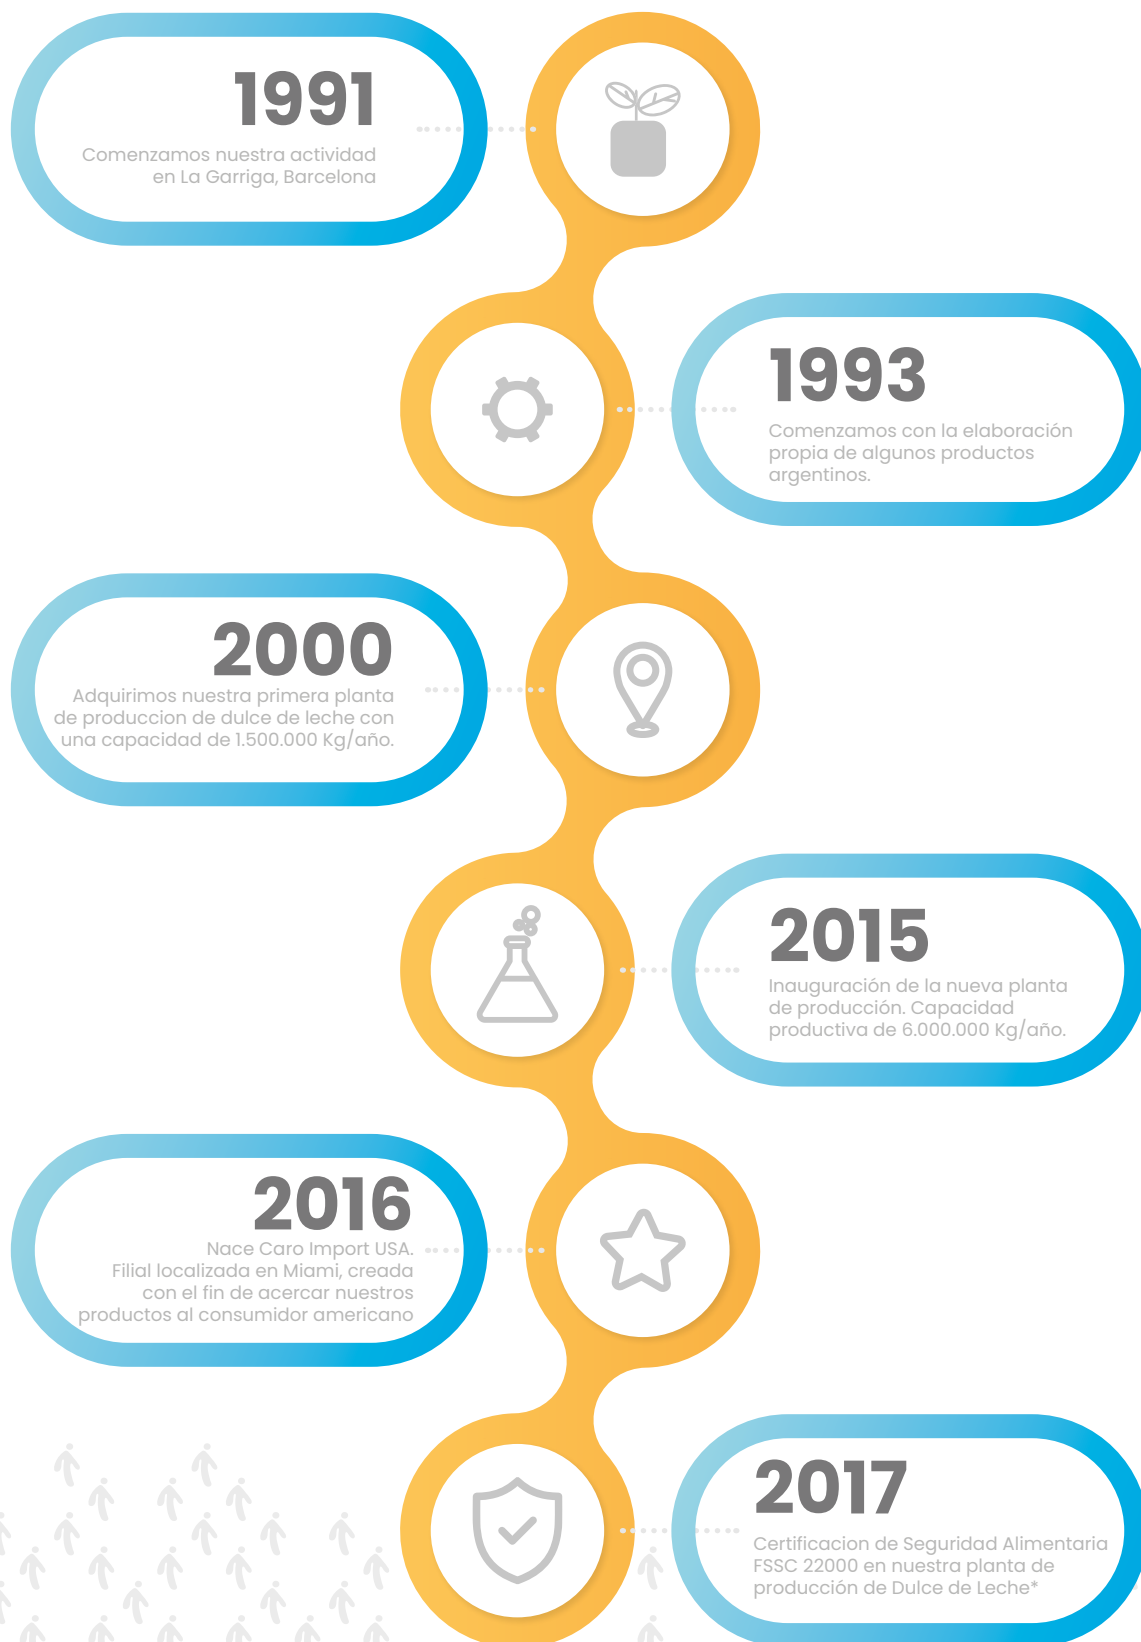 1991
Comenzamos nuestra actividad
en La Garriga, Barcelona
1993
Comenzamos con la elaboración
propia de algunos productos
argentinos.
2000
Adquirimos nuestra primera planta
de produccion de dulce de leche con
una capacidad de 1.500.000 Kg/año.
2015
Inauguración de la nueva planta
de producción. Capacidad
productiva de 6.000.000 Kg/año.
2016
Nace Caro Import USA.
Filial localizada en Miami, creada
con el fin de acercar nuestros
productos al consumidor americano
2017
Certificacion de Seguridad Alimentaria
FSSC 22000 en nuestra planta de
producción de Dulce de Leche*